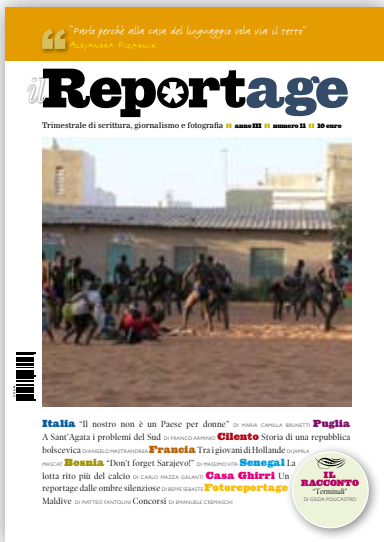 “Parlo perchè alla casa del linguaggio vola via il tetto”
Alejandra Pizarnik
il Reportage
Trimestrale di scrittura, giornalismo e fotografia anno III numero 11 10 euro
Italia “Il nostro non è un Paese per donne” DI MARIA CAMILLA BRUNETTI Puglia
A Sant’Agata i problemi del Sud DI FRANCO ARMINIO Cilento Storia di una repubblica
bolscevica DI ANGELO MASTRANDREA Francia Tra i giovani di Hollande DI JAMILA
MASCAT Bosnia “Don’t forget Sarajevo!” DI MASSIMO VITA Senegal La
lotta rito più del calcio DI CARLO MAZZA GALANTI Casa Ghirri Un
reportage dalle ombre silenziose DI BEPPE SEBASTE Fotoreportage
Maldive DI MATTEO FANTOLINI Concorsi DI EMANUELE CREMASCHI
IL
RACCONTO
“Terminali”
DI GILDA POLICASTRO